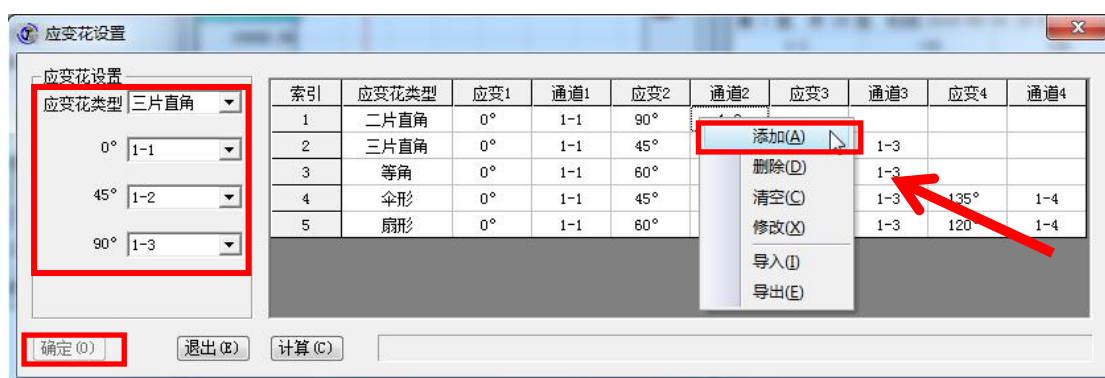 应变花设置
应变花设置
应变花类型 三片直角
0° 1-1
45° 1-2
90° 1-3
索引 应变花类型 应变1 通道1 应变2 通道2 应变3 通道3 应变4 通道4
1 二片直角 0° 1-1 90°
2 三片直角 0° 1-1 45° 1-3
3 等角 0° 1-1 60° 1-3
4 伞形 0° 1-1 45° 1-3 135° 1-4
5 扇形 0° 1-1 60° 1-3 120° 1-4
添加(A)
删除(D)
清空(C)
修改(X)
导入(I)
导出(E)
确定(O) 退出(E) 计算(C)